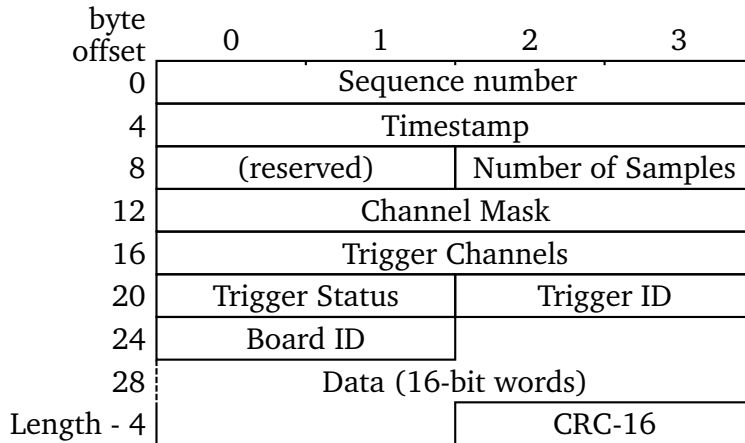 byte
offset 0 1 2 3
0 Sequence number
4 Timestamp
8 (reserved) Number of Samples
12 Channel Mask
16 Trigger Channels
20 Trigger Status Trigger ID
24 Board ID
28 Data (16-bit words)
Length - 4 CRC-16